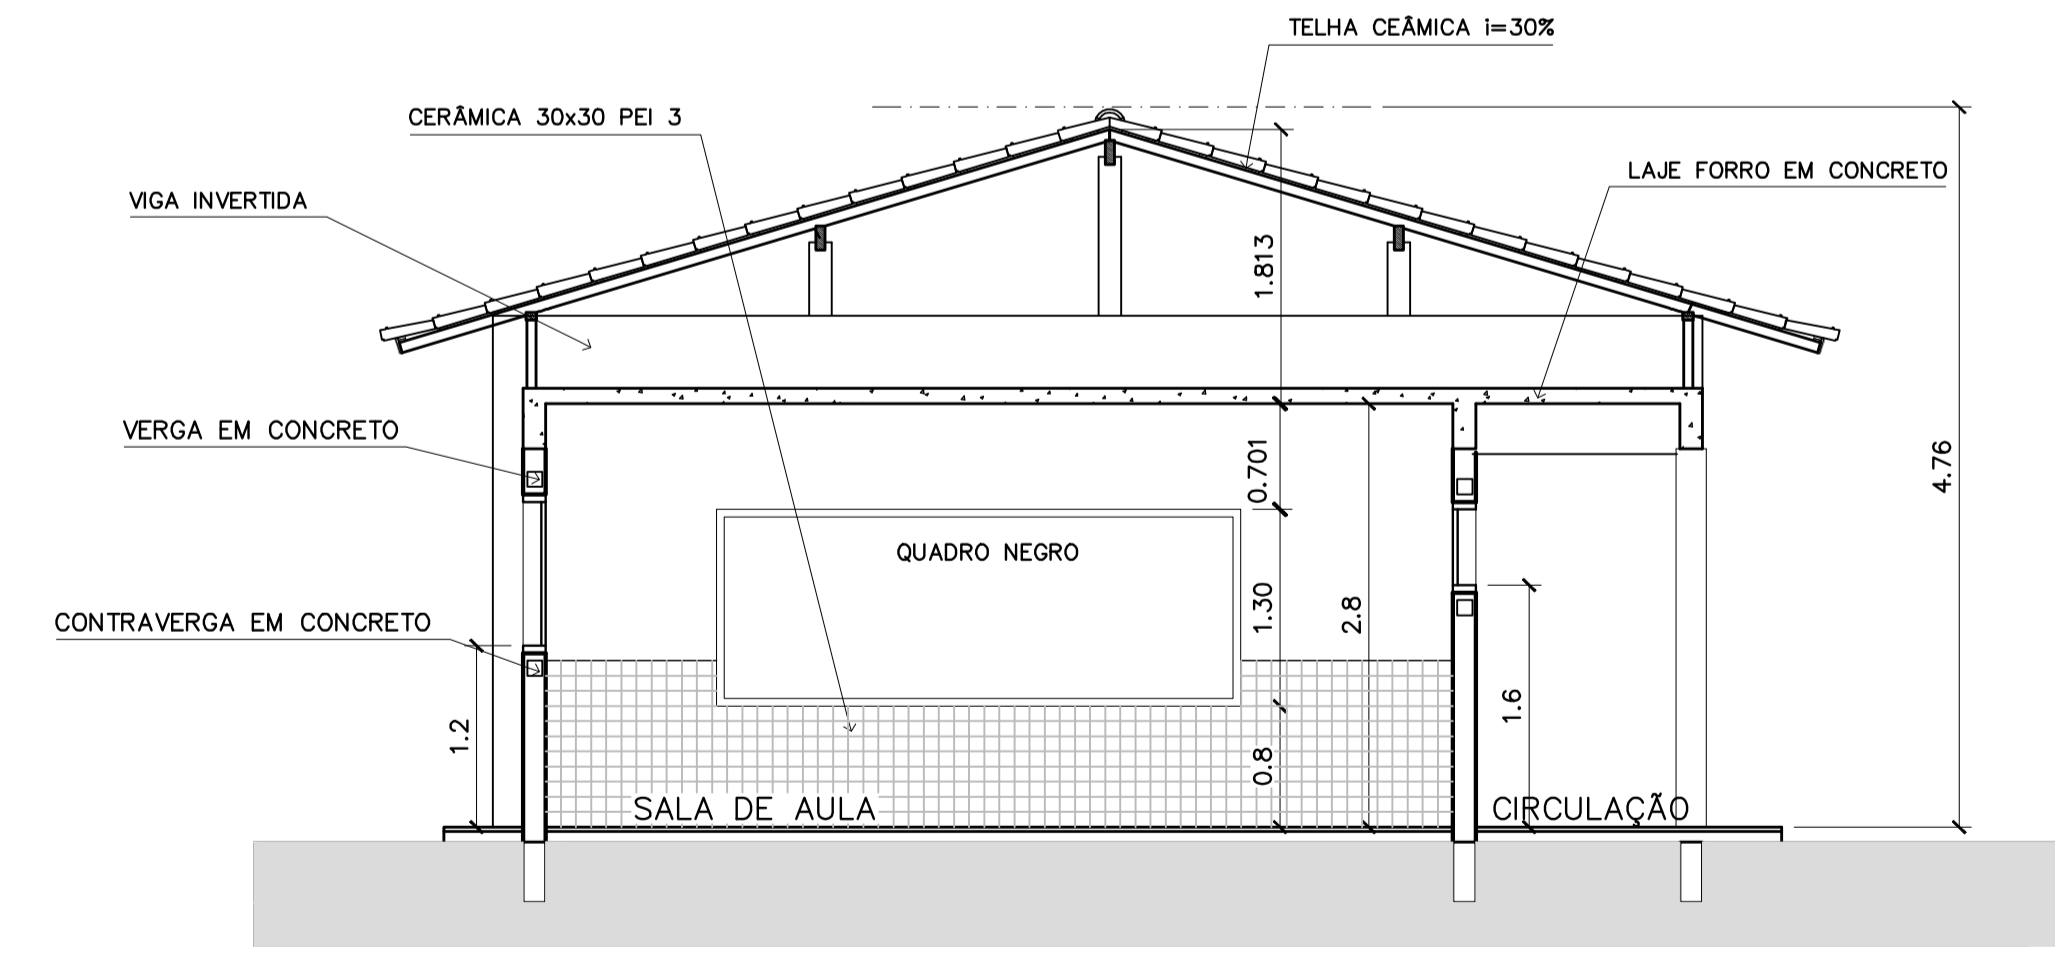 TELHA CEÂMICA i=30%
CERÂMICA 30x30 PEI 3
LAJE FORRO EM CONCRETO
VIGA INVERTIDA
1.813
VERGA EM CONCRETO
0.701
4.76
QUADRO NEGRO
CONTRAVERGA EM CONCRETO
1.30
2.8
1.6
1.2
0.8
SALA DE AULA
CIRCULAÇÃO